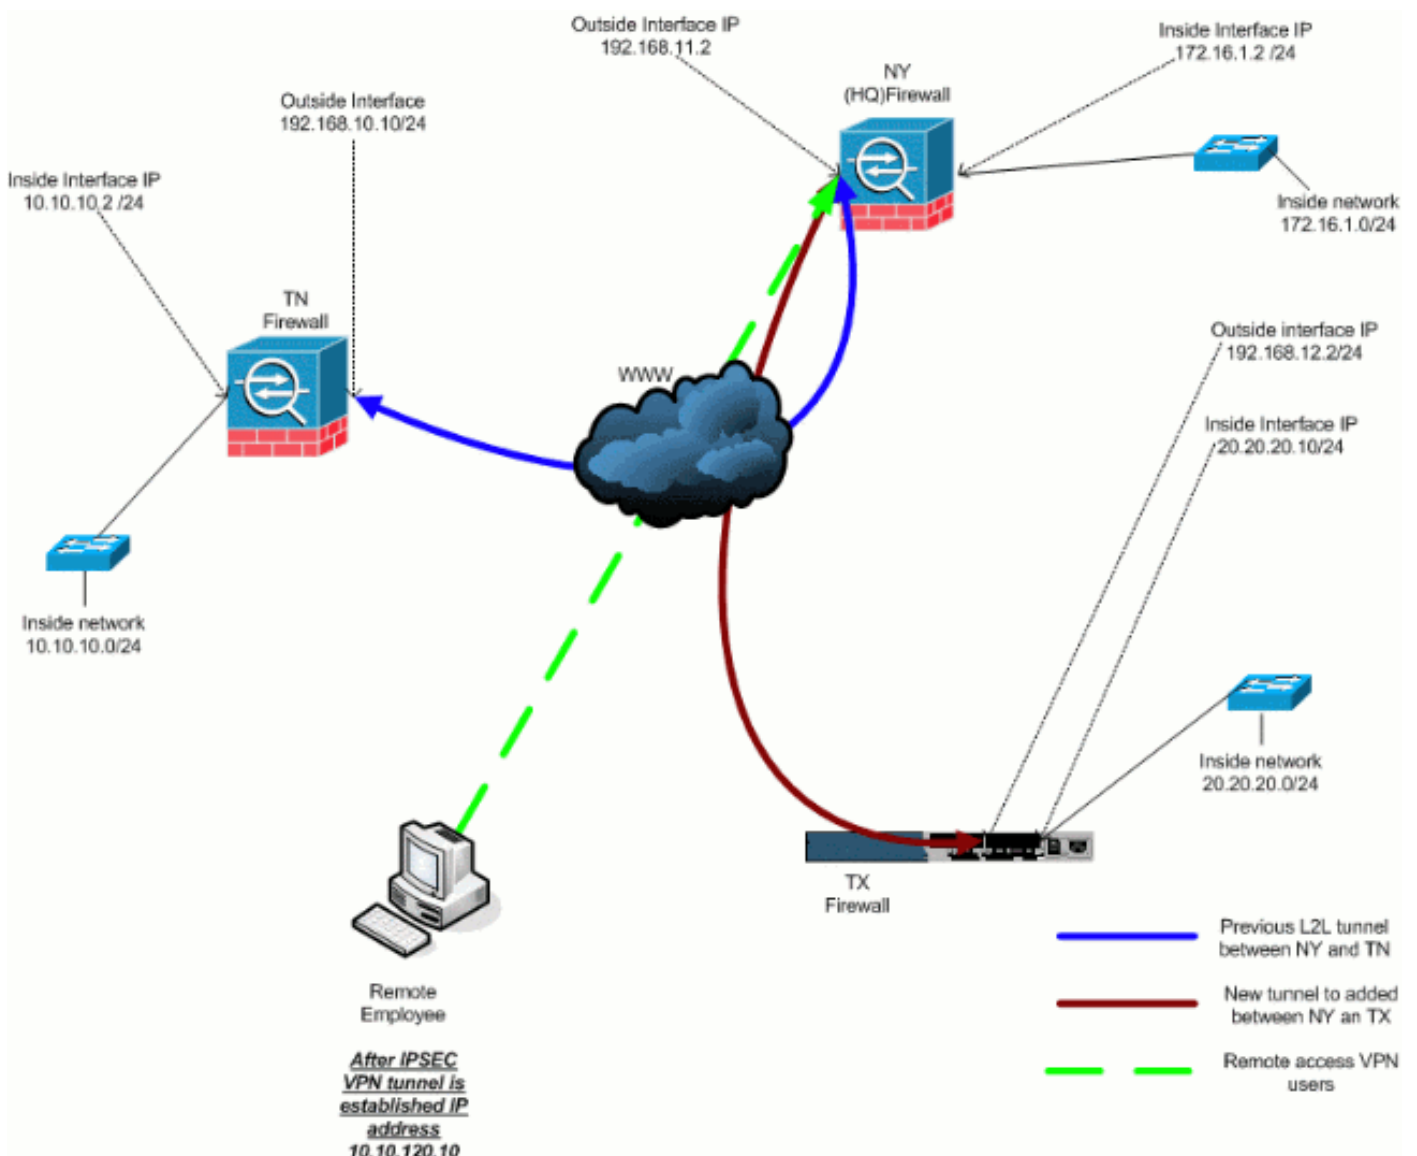 Outside Interface IP
192.168.11.2
Inside Interface IP
172.16.1.2 /24
NY
(HQ)Firewall
Outside Interface
192.168.10.10/24
Inside Interface IP
10.10.10.2 /24
Inside network
172.16.1.0/24
TN
Firewall
WWW
Outside interface IP
192.168.12.2/24
Inside Interface IP
20.20.20.10/24
Inside network
10.10.10.0/24
Inside network
20.20.20.0/24
TX
Firewall
Previous L2L tunnel
between NY and TN
New tunnel to added
between NY an TX
Remote access VPN
users
Remote
Employee
After IPSEC
VPN tunnel is
established IP
address
10.10.120.10